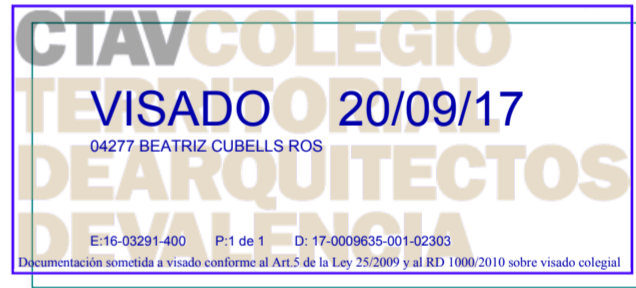 CTAVCOLEGIO
TERRITORIAL
DEARQUITECTOS
DEVALENCIA
VISADO 20/09/17
04277 BEATRIZ CUBELLS ROS
E:16-03291-400 P:1 de 1 D: 17-0009635-001-02303
Documentación sometida a visado conforme al Art.5 de la Ley 25/2009 y al RD 1000/2010 sobre visado colegial